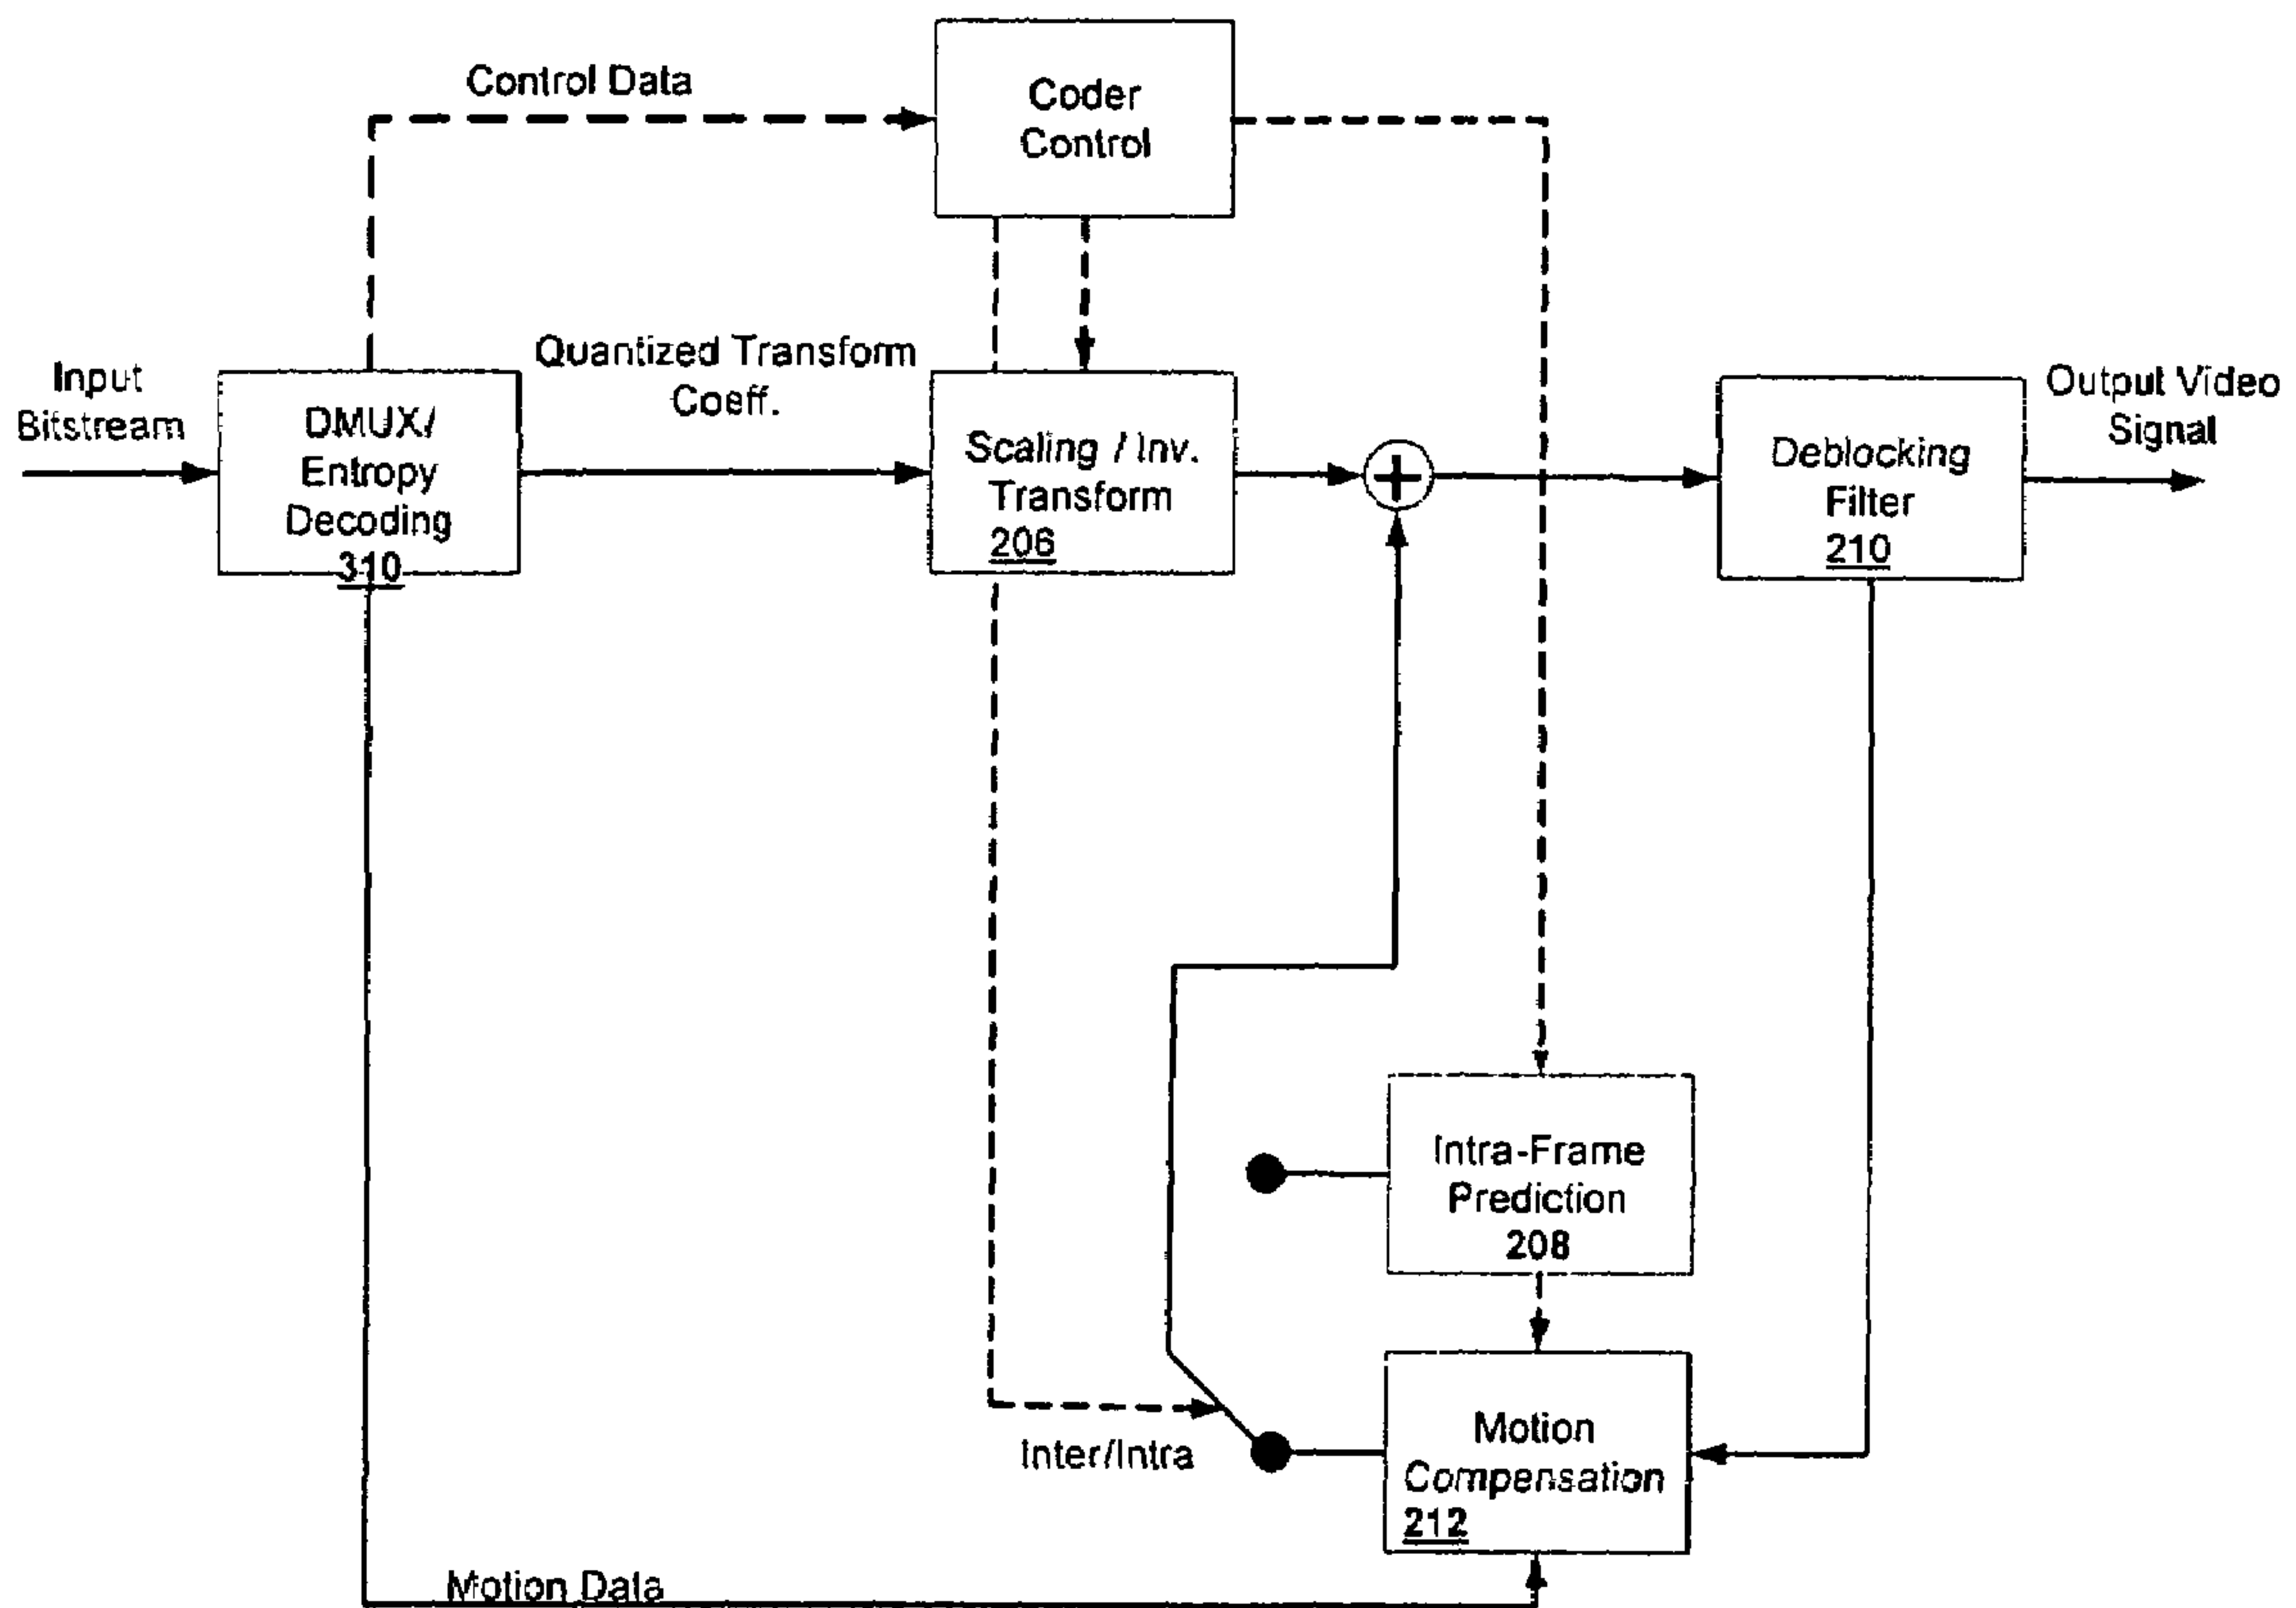 Control Data
Coder
Control
Input
Bitstream
DMUX/
Entropy
Decoding
310
Quantized Transform
Coeff.
Scaling / Inv.
Transform
206
Deblocking
Filter
210
Output Video
Signal
Intra-Frame
Prediction
208
Inter/Intra
Motion
Compensation
212
Motion Data